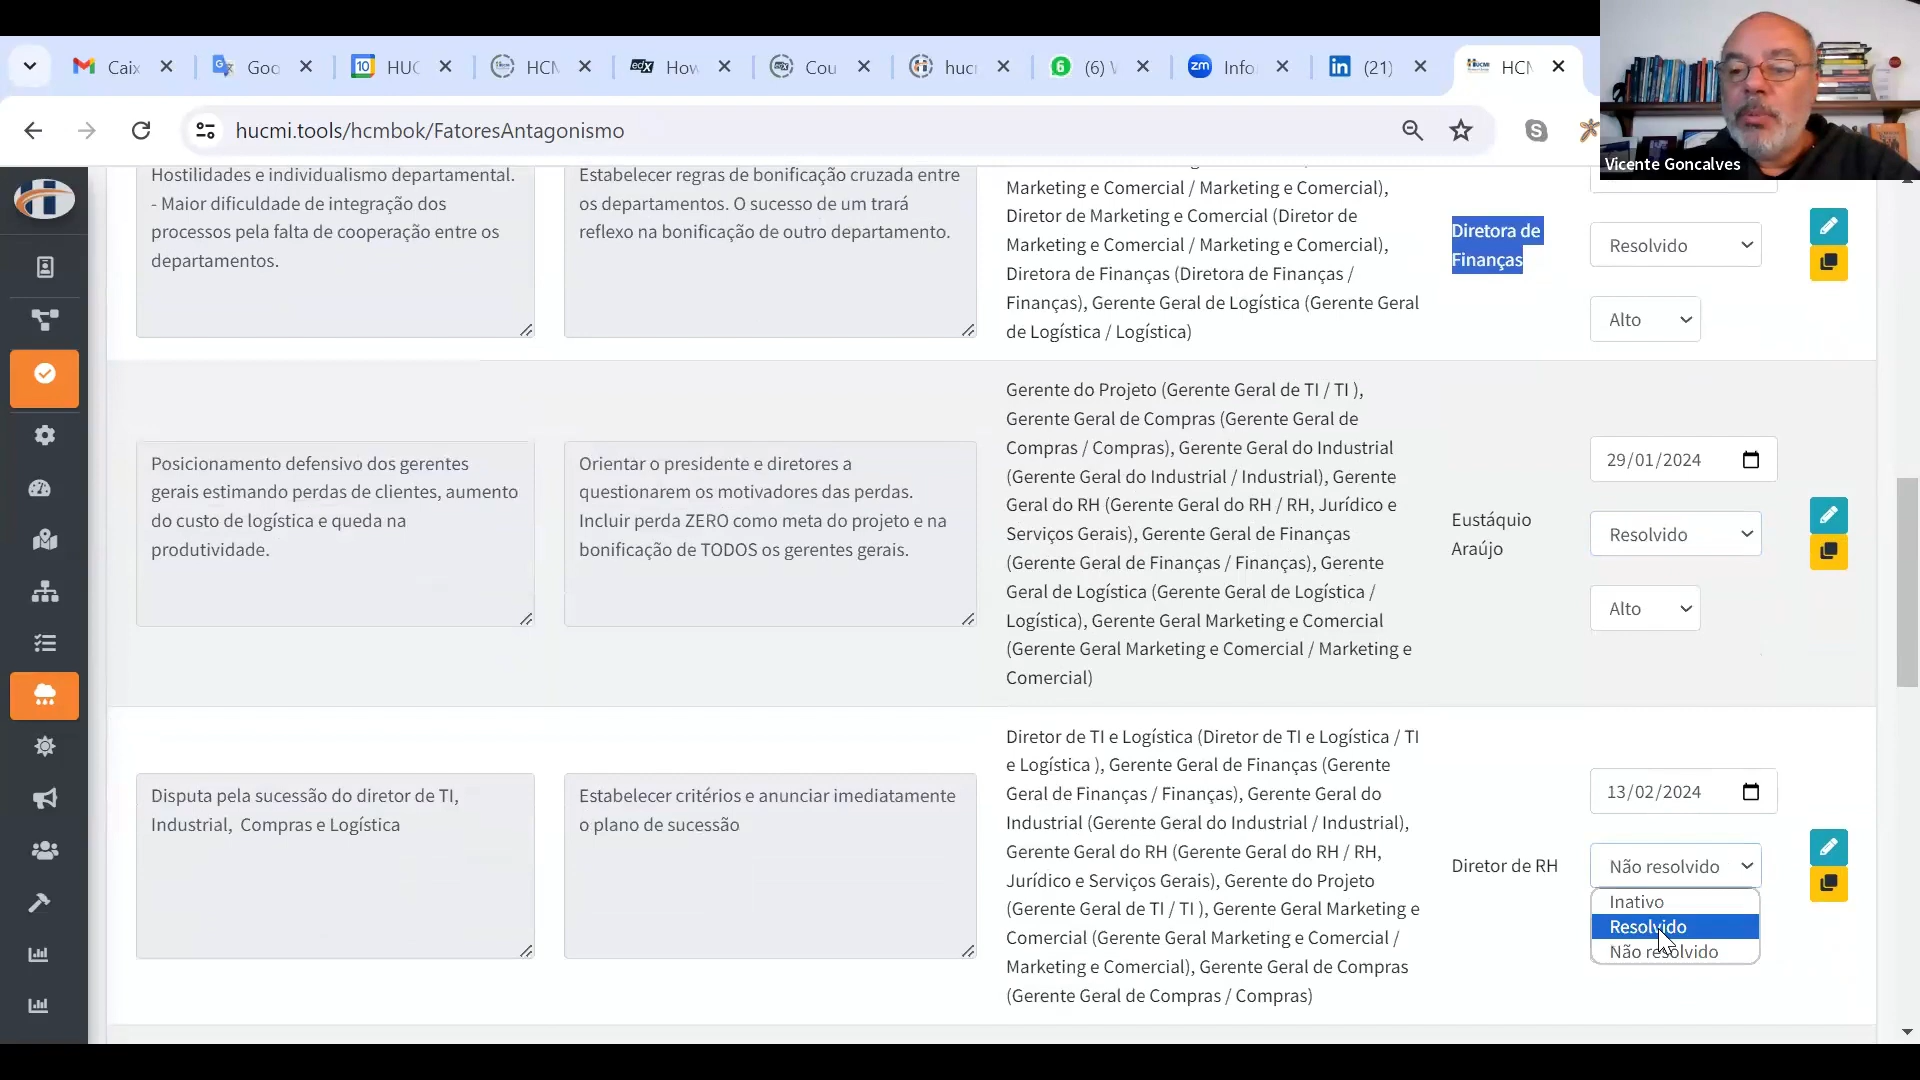 Caix
Goo
HUC
HCM
How
Cou
hucr
(6) V
Info
(21)
HCM
hucmi.tools/hcmbok/FatoresAntagonismo
Vicente Goncalves
Hostilidades e individualismo departamental.
- Maior dificuldade de integração dos
processos pela falta de cooperação entre os
departamentos.
Estabelecer regras de bonificação cruzada entre
os departamentos. O sucesso de um trará
reflexo na bonificação de outro departamento.
Marketing e Comercial / Marketing e Comercial),
Diretor de Marketing e Comercial (Diretor de
Marketing e Comercial / Marketing e Comercial),
Diretora de Finanças (Diretora de Finanças /
Finanças), Gerente Geral de Logística (Gerente Geral
de Logística / Logística)
Diretora de
Finanças
Resolvido
Alto
Posicionamento defensivo dos gerentes
gerais estimando perdas de clientes, aumento
do custo de logística e queda na
produtividade.
Orientar o presidente e diretores a
questionarem os motivadores das perdas.
Incluir perda ZERO como meta do projeto e na
bonificação de TODOS os gerentes gerais.
Gerente do Projeto (Gerente Geral de TI / TI ),
Gerente Geral de Compras (Gerente Geral de
Compras / Compras), Gerente Geral do Industrial
(Gerente Geral do Industrial / Industrial), Gerente
Geral do RH (Gerente Geral do RH / RH, Jurídico e
Serviços Gerais), Gerente Geral de Finanças
(Gerente Geral de Finanças / Finanças), Gerente
Geral de Logística (Gerente Geral de Logística /
Logística), Gerente Geral Marketing e Comercial
(Gerente Geral Marketing e Comercial / Marketing e
Comercial)
Eustáquio
Araújo
29/01/2024
Resolvido
Alto
Disputa pela sucessão do diretor de TI,
Industrial, Compras e Logística
Estabelecer critérios e anunciar imediatamente
o plano de sucessão
Diretor de TI e Logística (Diretor de TI e Logística / TI
e Logística ), Gerente Geral de Finanças (Gerente
Geral de Finanças / Finanças), Gerente Geral do
Industrial (Gerente Geral do Industrial / Industrial),
Gerente Geral do RH (Gerente Geral do RH / RH,
Jurídico e Serviços Gerais), Gerente do Projeto
(Gerente Geral de TI / TI ), Gerente Geral Marketing e
Comercial (Gerente Geral Marketing e Comercial /
Marketing e Comercial), Gerente Geral de Compras
(Gerente Geral de Compras / Compras)
Diretor de RH
13/02/2024
Não resolvido
Inativo
Resolvido
Não resolvido